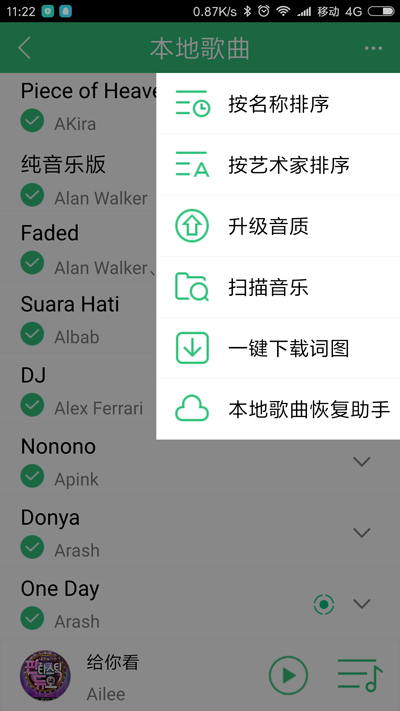 11:22 0.87K/s 移动 4G
本地歌曲
Piece of Heave
AKira
纯音乐版
Alan Walker
Faded
Alan Walker、
Suara Hati
Albab
DJ
Alex Ferrari
Nonono
Apink
Donya
Arash
One Day
Arash
按名称排序
按艺术家排序
升级音质
扫描音乐
一键下载词图
本地歌曲恢复助手
给你看
Ailee